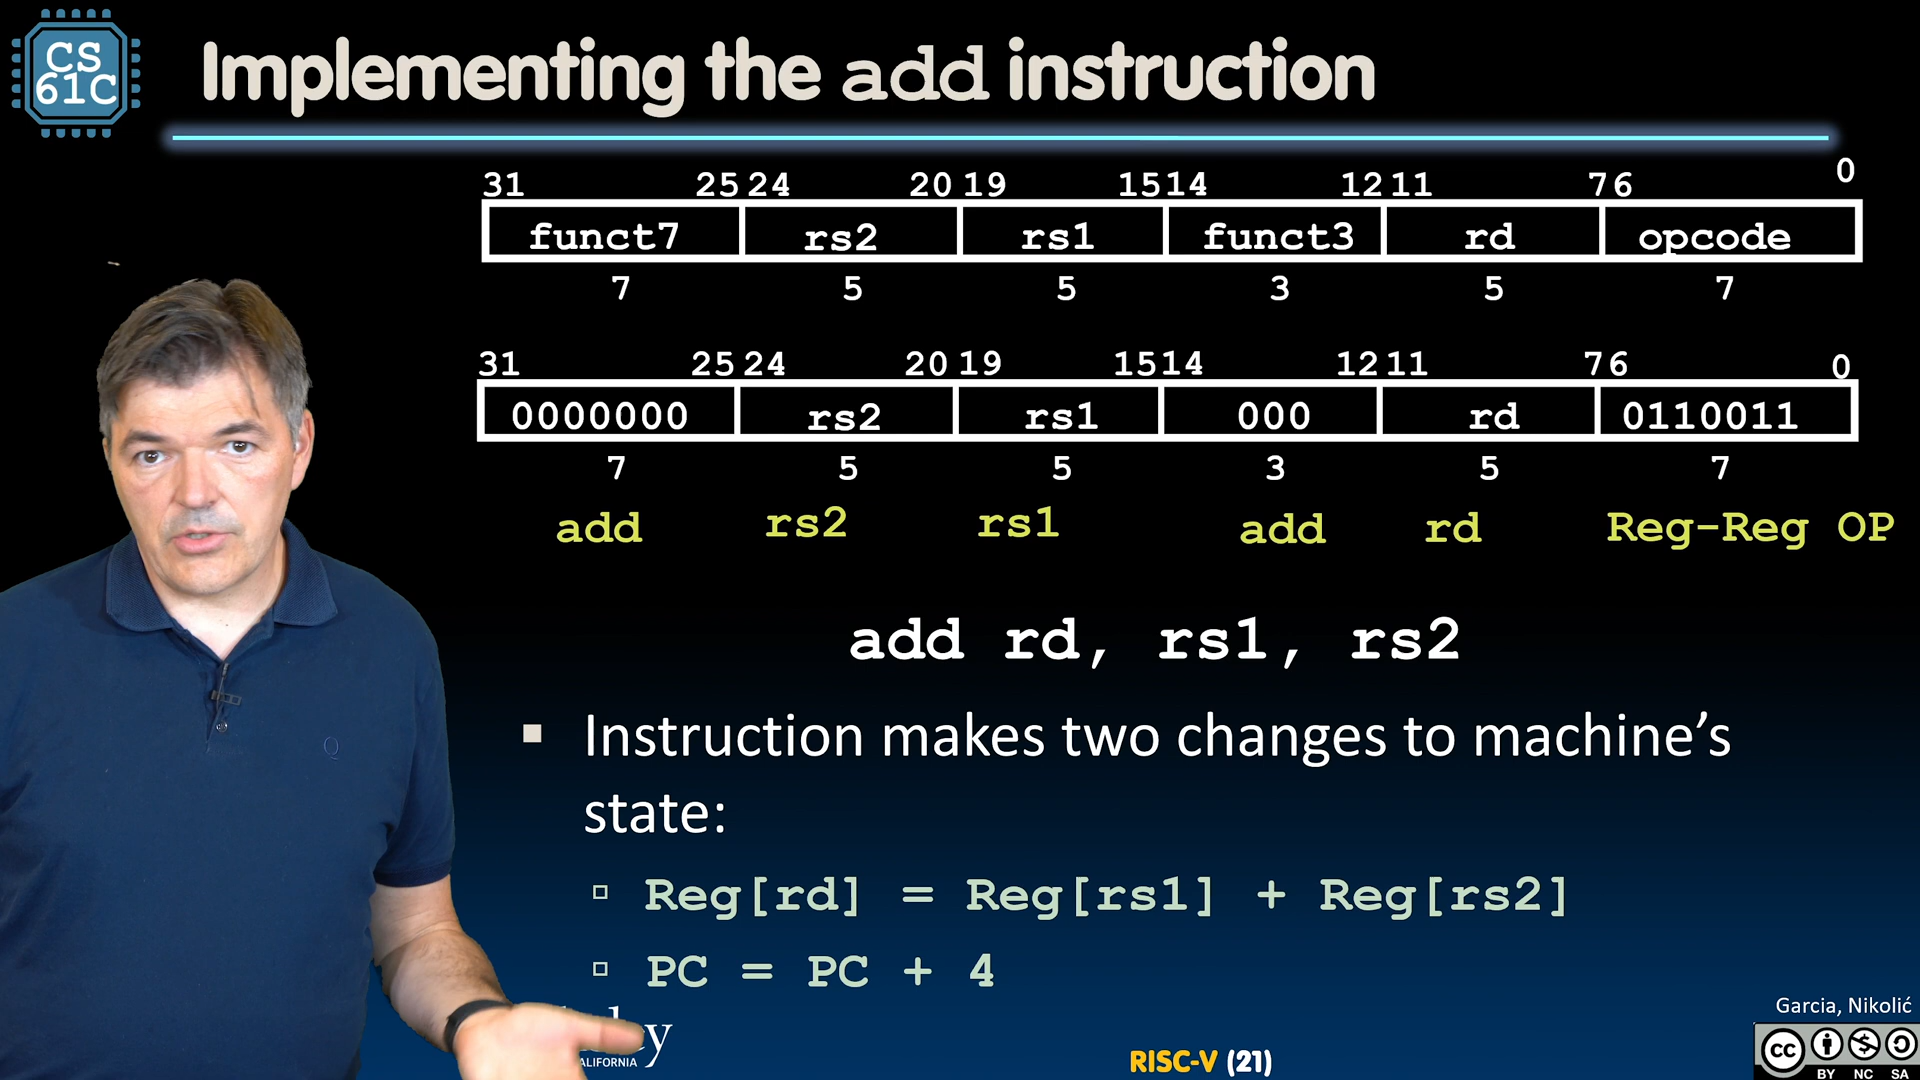 CS
61C
Implementing the add instruction
31 25 24 20 19 15 14 12 11 7 6 0
funct7 rs2 rs1 funct3 rd opcode
7 5 5 3 5 7
31 25 24 20 19 15 14 12 11 7 6 0
0000000 rs2 rs1 000 rd 0110011
7 5 5 3 5 7
add rs2 rs1 add rd Reg-Reg OP
add rd, rs1, rs2
▪ Instruction makes two changes to machine’s
state:
▫ Reg[rd] = Reg[rs1] + Reg[rs2]
▫ PC = PC + 4
Garcia, Nikolić
RISC-V (21)
cc
BY NC SA